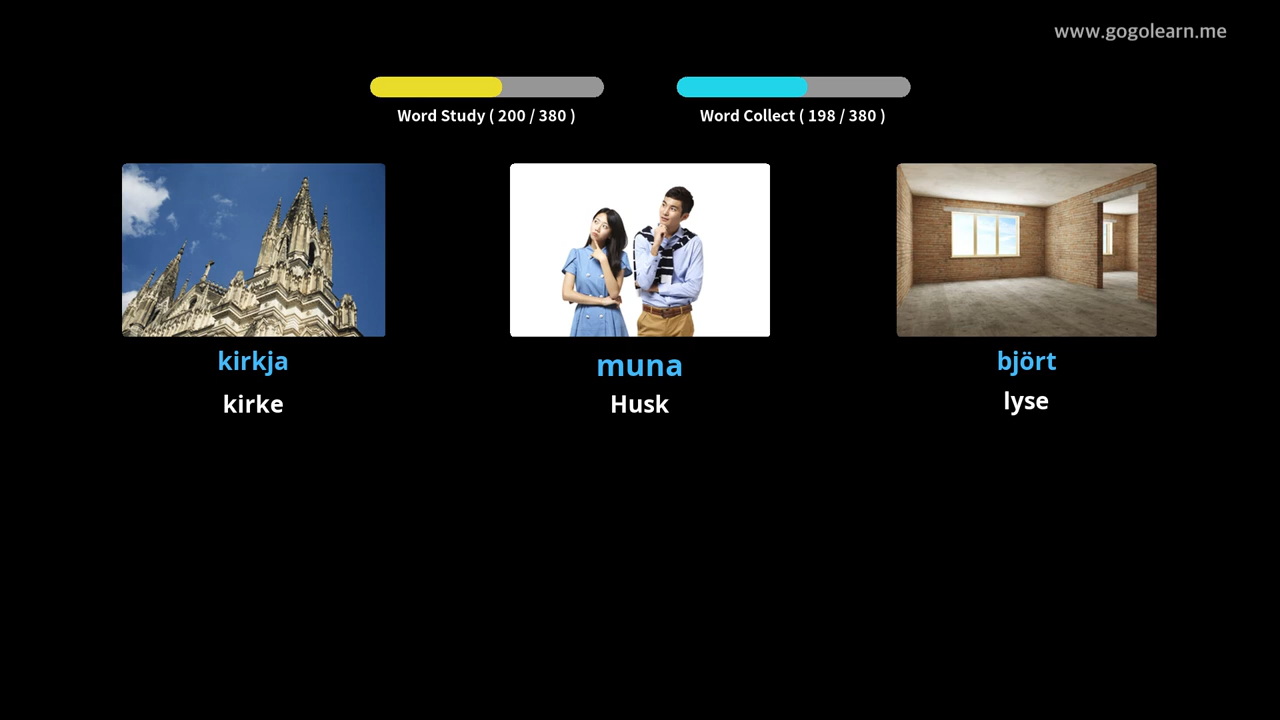 www.gogolearn.me
Word Study ( 200 / 380 )
Word Collect ( 198 / 380 )
kirkja
kirke
muna
Husk
björt
lyse